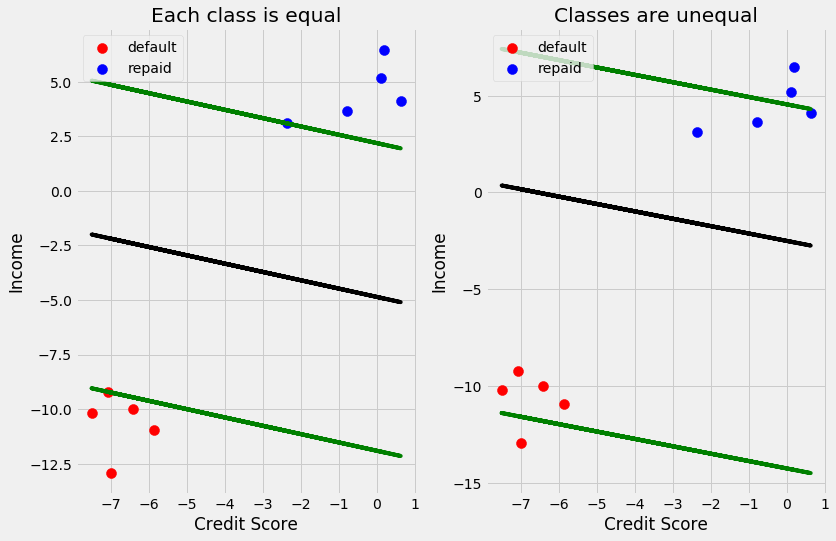 Each class is equal
default
repaid
5.0
2.5
0.0
−2.5
−5.0
−7.5
−10.0
−12.5
Income
−7 −6 −5 −4 −3 −2 −1 0 1
Credit Score
Classes are unequal
default
repaid
5
0
−5
−10
−15
Income
−7 −6 −5 −4 −3 −2 −1 0 1
Credit Score